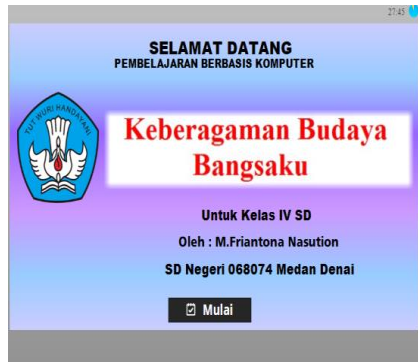 27:45
SELAMAT DATANG
PEMBELAJARAN BERBASIS KOMPUTER
TUT WURI HANDAYANI
Keberagaman Budaya
Bangsaku
Untuk Kelas IV SD
Oleh : M.Friantona Nasution
SD Negeri 068074 Medan Denai
Mulai